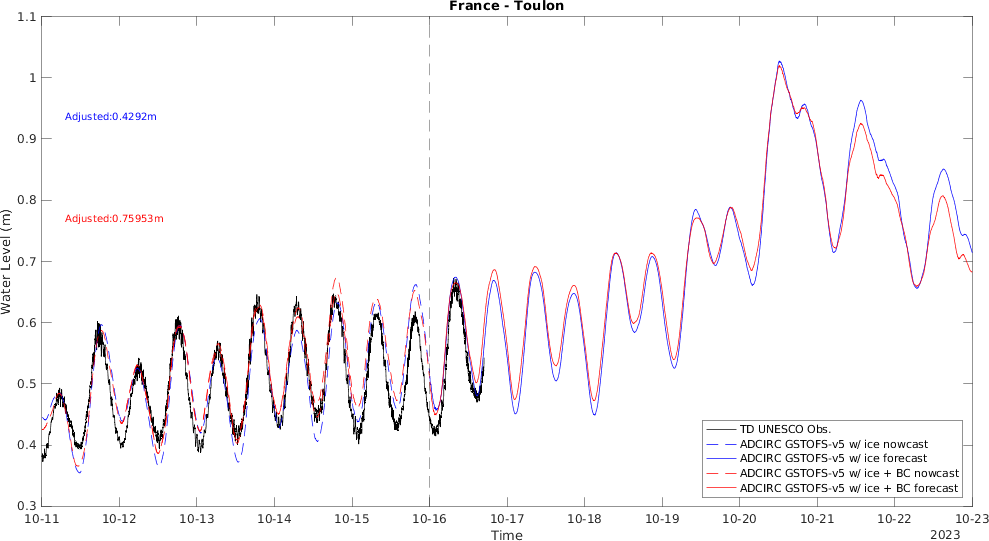 France - Toulon
1.1
1
0.9
0.8
0.7
0.6
0.5
0.4
0.3
Water Level (m)
Adjusted:0.4292m
Adjusted:0.75953m
TD UNESCO Obs.
ADCIRC GSTOFS-v5 w/ ice nowcast
ADCIRC GSTOFS-v5 w/ ice forecast
ADCIRC GSTOFS-v5 w/ ice + BC nowcast
ADCIRC GSTOFS-v5 w/ ice + BC forecast
10-11 10-12 10-13 10-14 10-15 10-16 10-17 10-18 10-19 10-20 10-21 10-22 10-23
Time
2023